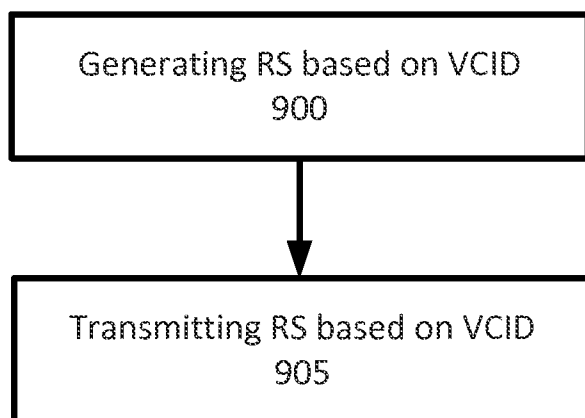 Generating RS based on VCID
900
Transmitting RS based on VCID
905